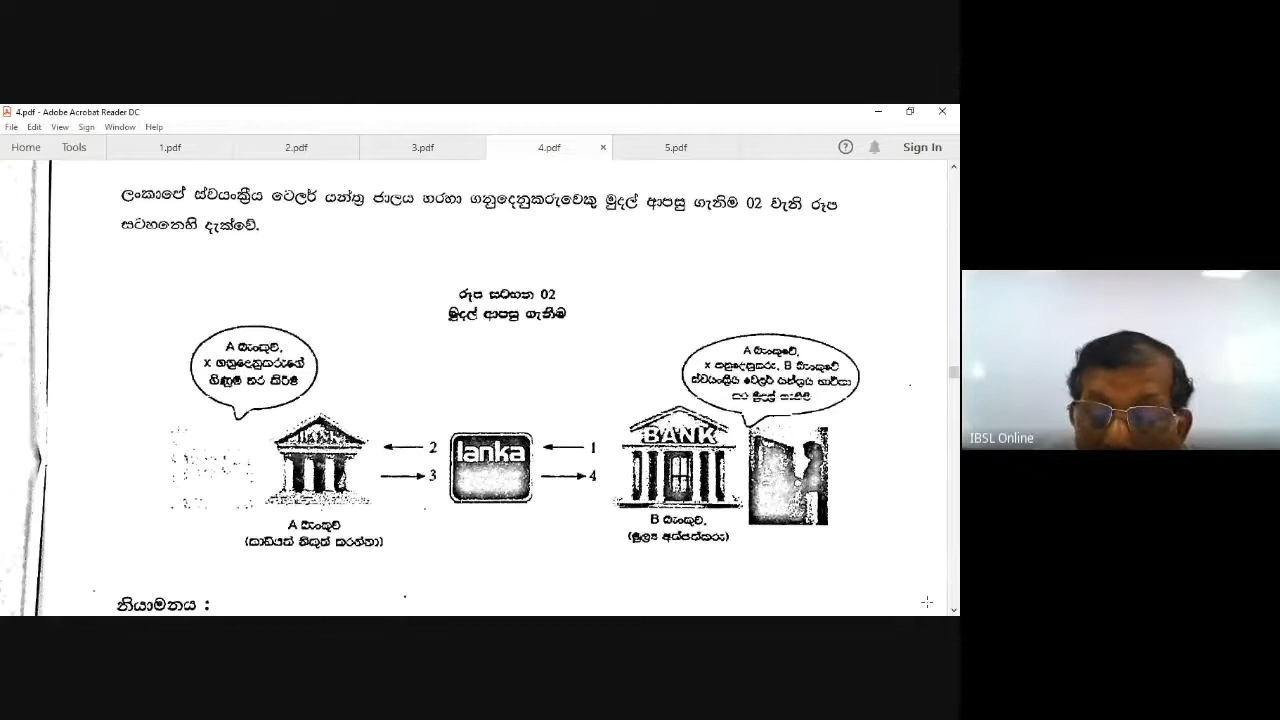 4.pdf - Adobe Acrobat Reader DC
File Edit View Sign Window Help
Home Tools 1.pdf 2.pdf 3.pdf 4.pdf × 5.pdf ? Sign In
ලංකාපේ ස්වයංක්‍රීය ටෙලර් යන්ත්‍ර ජාලය හරහා ගනුදෙනුකරුවෙකු මුදල් ආපසු ගැනීම 02 වැනි රූප
සටහනෙහි දැක්වේ.
රූප සටහන 02
මුදල් ආපසු ගැනීම
A බැංකුව,
x ගනුදෙනුකරුගේ
ගිණුම හර කිරීම
A බැංකුවේ,
x ගනුදෙනුකරු, B බැංකුවේ
ස්වයංක්‍රීය ටෙලර් යන්ත්‍රය භාවිතා
කර මුදල් ගැනීම
BANK
2
3
lanka
1
4
BANK
A බැංකුව
(කාඩ්පත් නිකුත් කරන්නා)
B බැංකුව,
(මූල්‍ය අත්පත්කරු)
නියාමනය :
IBSL Online